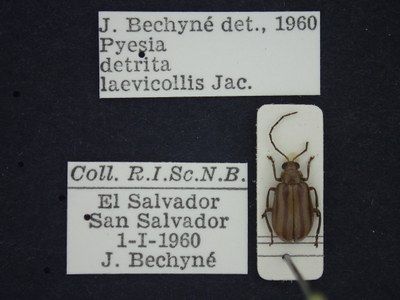 J. Bechyné det., 1960
Pyesia
detrita
laevicollis Jac.
Coll. R.I.Sc.N.B.
El Salvador
San Salvador
1-I-1960
J. Bechyné